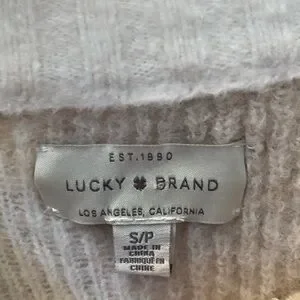 EST.1990
LUCKY BRAND
LOS ANGELES, CALIFORNIA
S/P
MADE IN
CHINA
FABRIQUÉ EN
CHINE